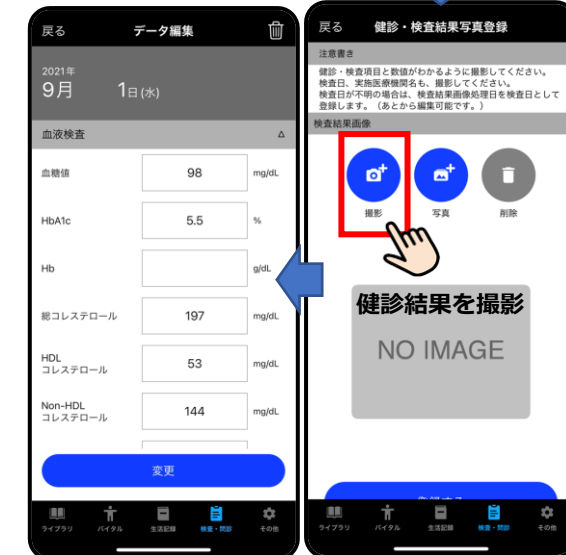 戻る
データ編集
2021年
9月 1日(水)
血液検査
血糖値 98 mg/dL
HbA1c 5.5 %
Hb g/dL
総コレステロール 197 mg/dL
HDL
コレステロール 53 mg/dL
Non-HDL
コレステロール 144 mg/dL
変更
ライブラリ バイタル 生活記録 検査・問診 その他
戻る
健診・検査結果写真登録
注意書き
健診・検査項目と数値がわかるように撮影してください。
検査日、実施医療機関名も、撮影してください。
検査日が不明の場合は、検査結果画像処理日を検査日として
登録します。（あとから編集可能です。）
検査結果画像
撮影 写真 削除
健診結果を撮影
NO IMAGE
ライブラリ バイタル 生活記録 検査・問診 その他